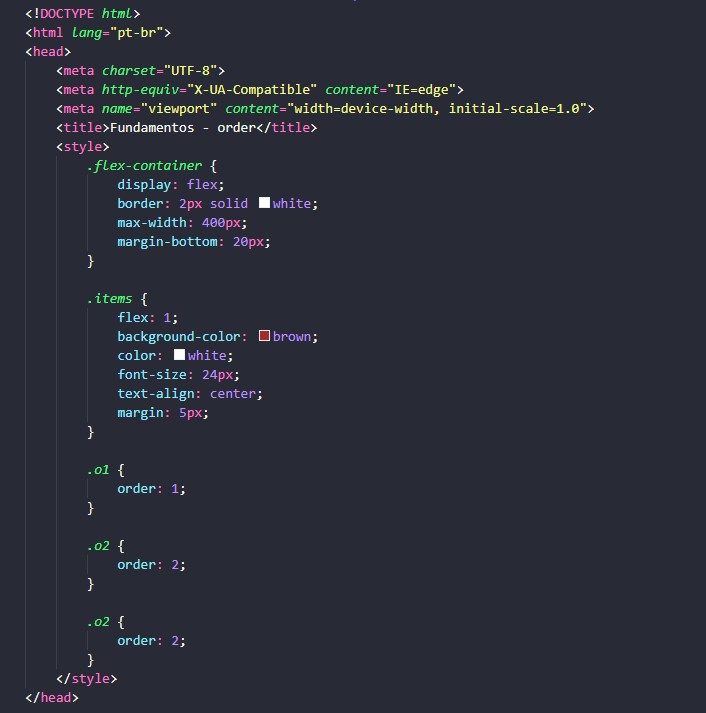 <!DOCTYPE html>
<html lang="pt-br">
<head>
    <meta charset="UTF-8">
    <meta http-equiv="X-UA-Compatible" content="IE=edge">
    <meta name="viewport" content="width=device-width, initial-scale=1.0">
    <title>Fundamentos - order</title>
    <style>
        .flex-container {
            display: flex;
            border: 2px solid white;
            max-width: 400px;
            margin-bottom: 20px;
        }

        .items {
            flex: 1;
            background-color: brown;
            color: white;
            font-size: 24px;
            text-align: center;
            margin: 5px;
        }

        .o1 {
            order: 1;
        }

        .o2 {
            order: 2;
        }

        .o2 {
            order: 2;
        }
    </style>
</head>